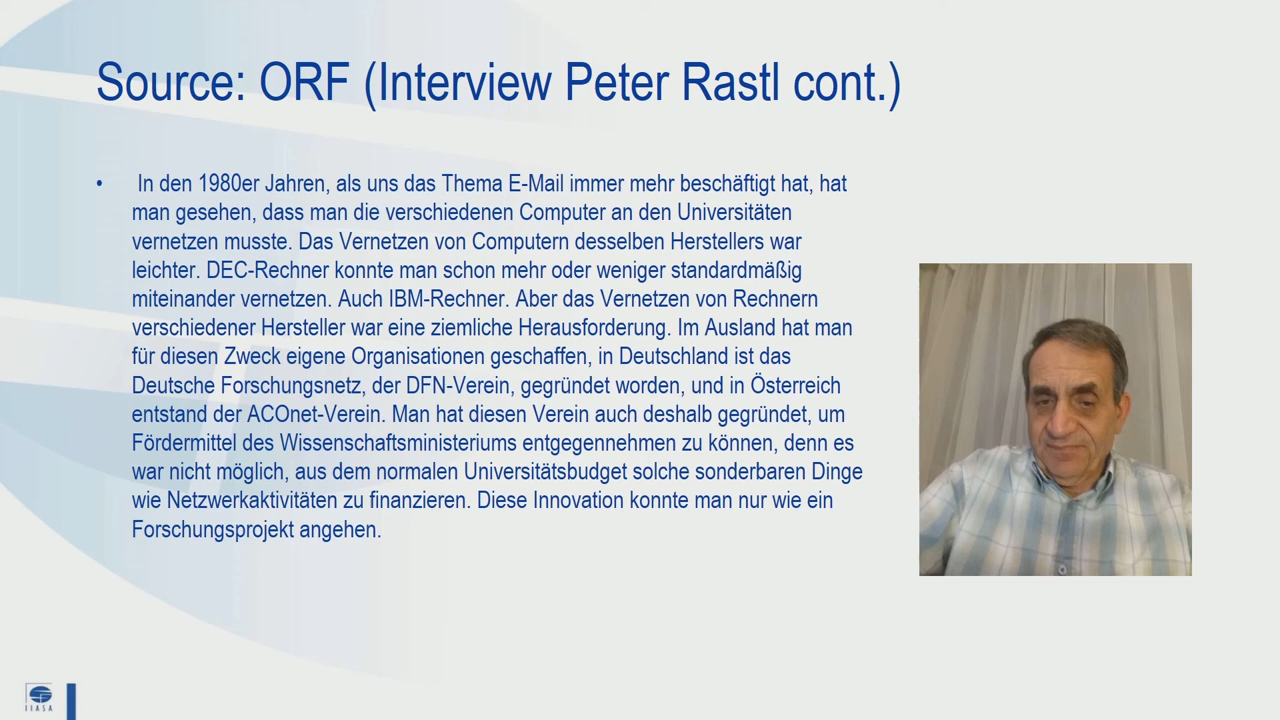 Source: ORF (Interview Peter Rastl cont.)
• In den 1980er Jahren, als uns das Thema E-Mail immer mehr beschäftigt hat, hat
man gesehen, dass man die verschiedenen Computer an den Universitäten
vernetzen musste. Das Vernetzen von Computern desselben Herstellers war
leichter. DEC-Rechner konnte man schon mehr oder weniger standardmäßig
miteinander vernetzen. Auch IBM-Rechner. Aber das Vernetzen von Rechnern
verschiedener Hersteller war eine ziemliche Herausforderung. Im Ausland hat man
für diesen Zweck eigene Organisationen geschaffen, in Deutschland ist das
Deutsche Forschungsnetz, der DFN-Verein, gegründet worden, und in Österreich
entstand der ACOnet-Verein. Man hat diesen Verein auch deshalb gegründet, um
Fördermittel des Wissenschaftsministeriums entgegennehmen zu können, denn es
war nicht möglich, aus dem normalen Universitätsbudget solche sonderbaren Dinge
wie Netzwerkaktivitäten zu finanzieren. Diese Innovation konnte man nur wie ein
Forschungsprojekt angehen.
IIASA